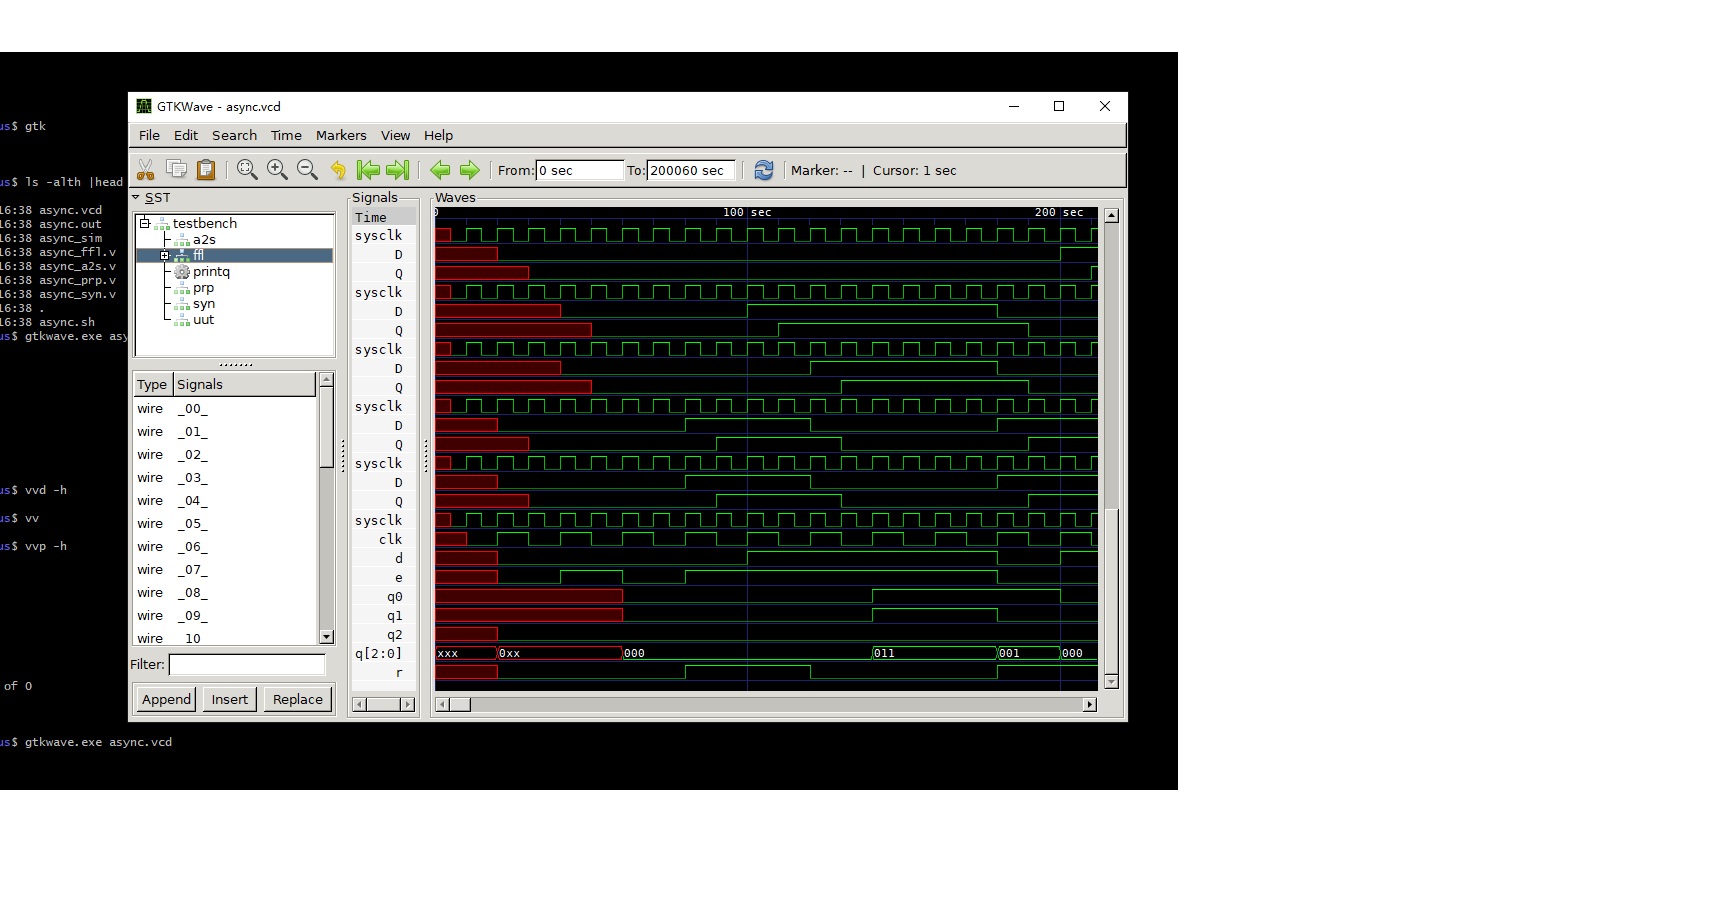 us$ gtk
us$ ls -alth |head
16:38 async.vcd
16:38 async.out
16:38 async_sim
16:38 async_ffl.v
16:38 async_a2s.v
16:38 async_prp.v
16:38 async_syn.v
16:38 .
16:38 async.sh
us$ gtkwave.exe asy
us$ vvd -h
us$ vv
us$ vvp -h
of 0
us$ gtkwave.exe async.vcd
GTKWave - async.vcd
File Edit Search Time Markers View Help
From: 0 sec To: 200060 sec Marker: -- | Cursor: 1 sec
SST
testbench
a2s
ffl
printq
prp
syn
uut
Type Signals
wire _00_
wire _01_
wire _02_
wire _03_
wire _04_
wire _05_
wire _06_
wire _07_
wire _08_
wire _09_
wire _10_
Filter:
Append Insert Replace
Signals
Time
sysclk
D
Q
sysclk
D
Q
sysclk
D
Q
sysclk
D
Q
sysclk
D
Q
sysclk
clk
d
e
q0
q1
q2
q[2:0]
r
Waves
0 100 sec 200 sec
xxx 0xx 000 011 001 000